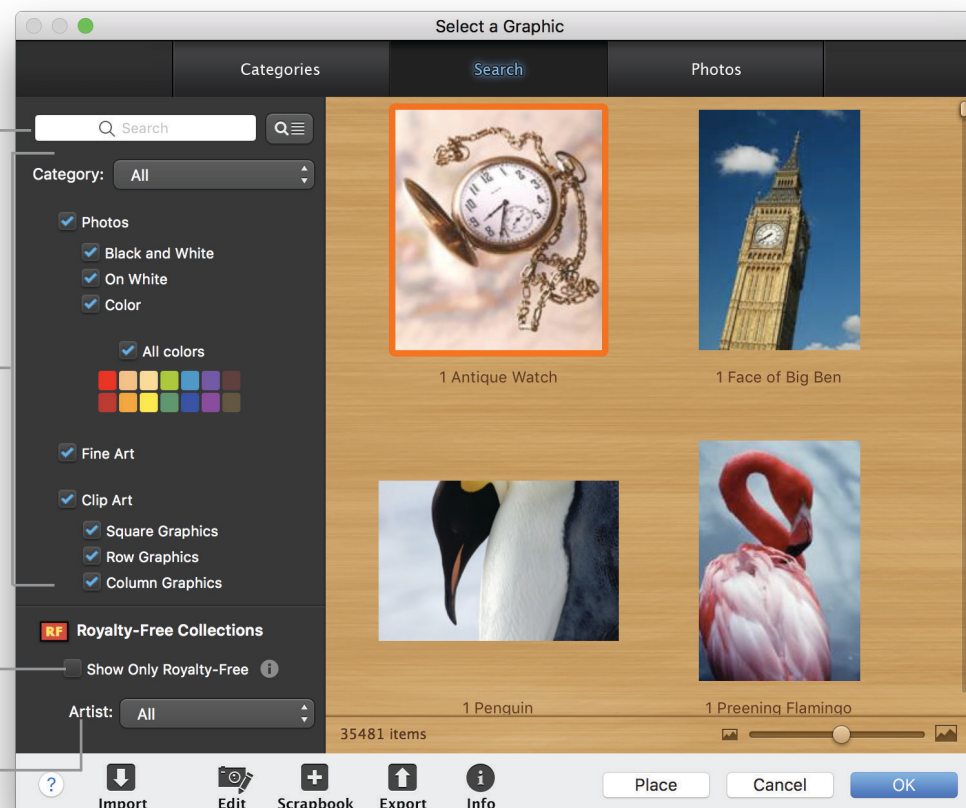 Select a Graphic
Categories
Search
Photos
Search
Category:
All
Photos
Black and White
On White
Color
All colors
Fine Art
Clip Art
Square Graphics
Row Graphics
Column Graphics
RF
Royalty-Free Collections
Show Only Royalty-Free
i
Artist:
All
1 Antique Watch
1 Face of Big Ben
1 Penguin
1 Preening Flamingo
35481 items
?
Import
Edit
Scrapbook
Export
i
Info
Place
Cancel
OK